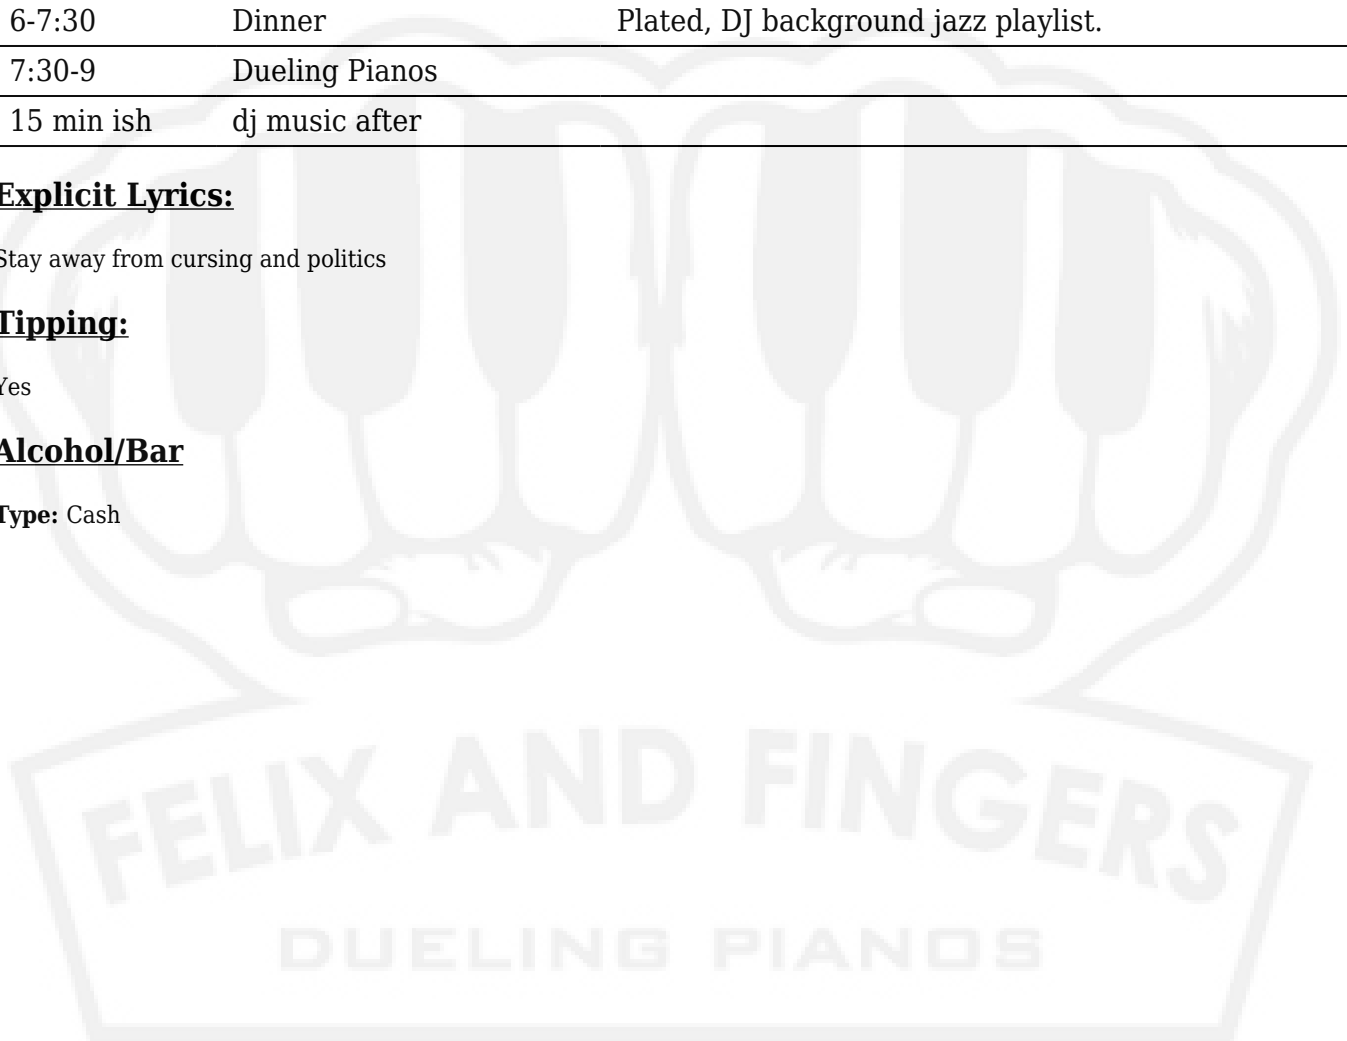 6-7:30 Dinner Plated, DJ background jazz playlist.
7:30-9 Dueling Pianos
15 min ish dj music after
Explicit Lyrics:
Stay away from cursing and politics
Tipping:
Yes
Alcohol/Bar
Type: Cash
FELIX AND FINGERS
DUELING PIANOS